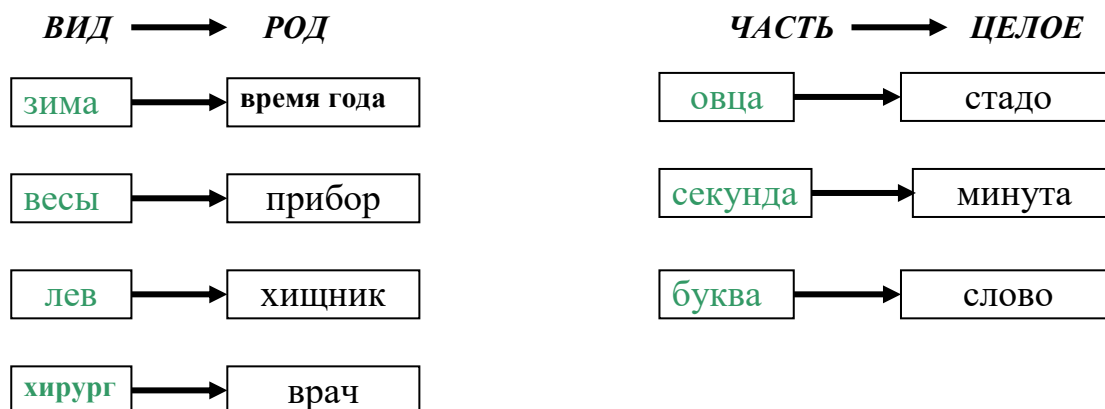 ВИД РОД
зима время года
весы прибор
лев хищник
хирург врач
ЧАСТЬ ЦЕЛОЕ
овца стадо
секунда минута
буква слово